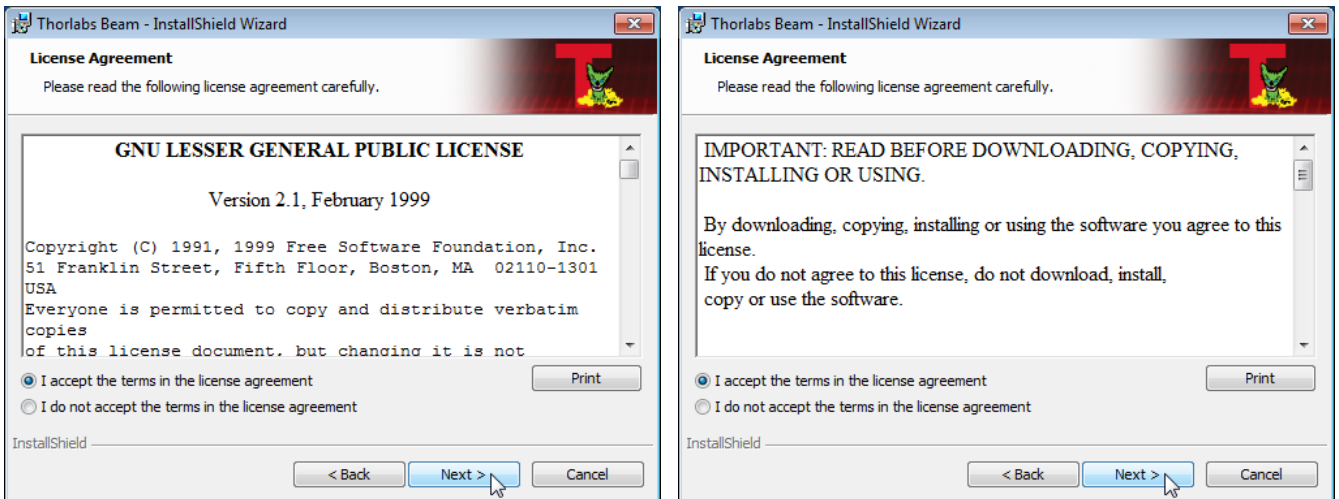 Thorlabs Beam - InstallShield Wizard
License Agreement
Please read the following license agreement carefully.
T
GNU LESSER GENERAL PUBLIC LICENSE
Version 2.1, February 1999
Copyright (C) 1991, 1999 Free Software Foundation, Inc.
51 Franklin Street, Fifth Floor, Boston, MA  02110-1301
USA
Everyone is permitted to copy and distribute verbatim
copies
of this license document, but changing it is not
I accept the terms in the license agreement
Print
I do not accept the terms in the license agreement
InstallShield
< Back
Next >
Cancel
Thorlabs Beam - InstallShield Wizard
License Agreement
Please read the following license agreement carefully.
T
IMPORTANT: READ BEFORE DOWNLOADING, COPYING,
INSTALLING OR USING.
By downloading, copying, installing or using the software you agree to this
license.
If you do not agree to this license, do not download, install,
copy or use the software.
I accept the terms in the license agreement
Print
I do not accept the terms in the license agreement
InstallShield
< Back
Next >
Cancel